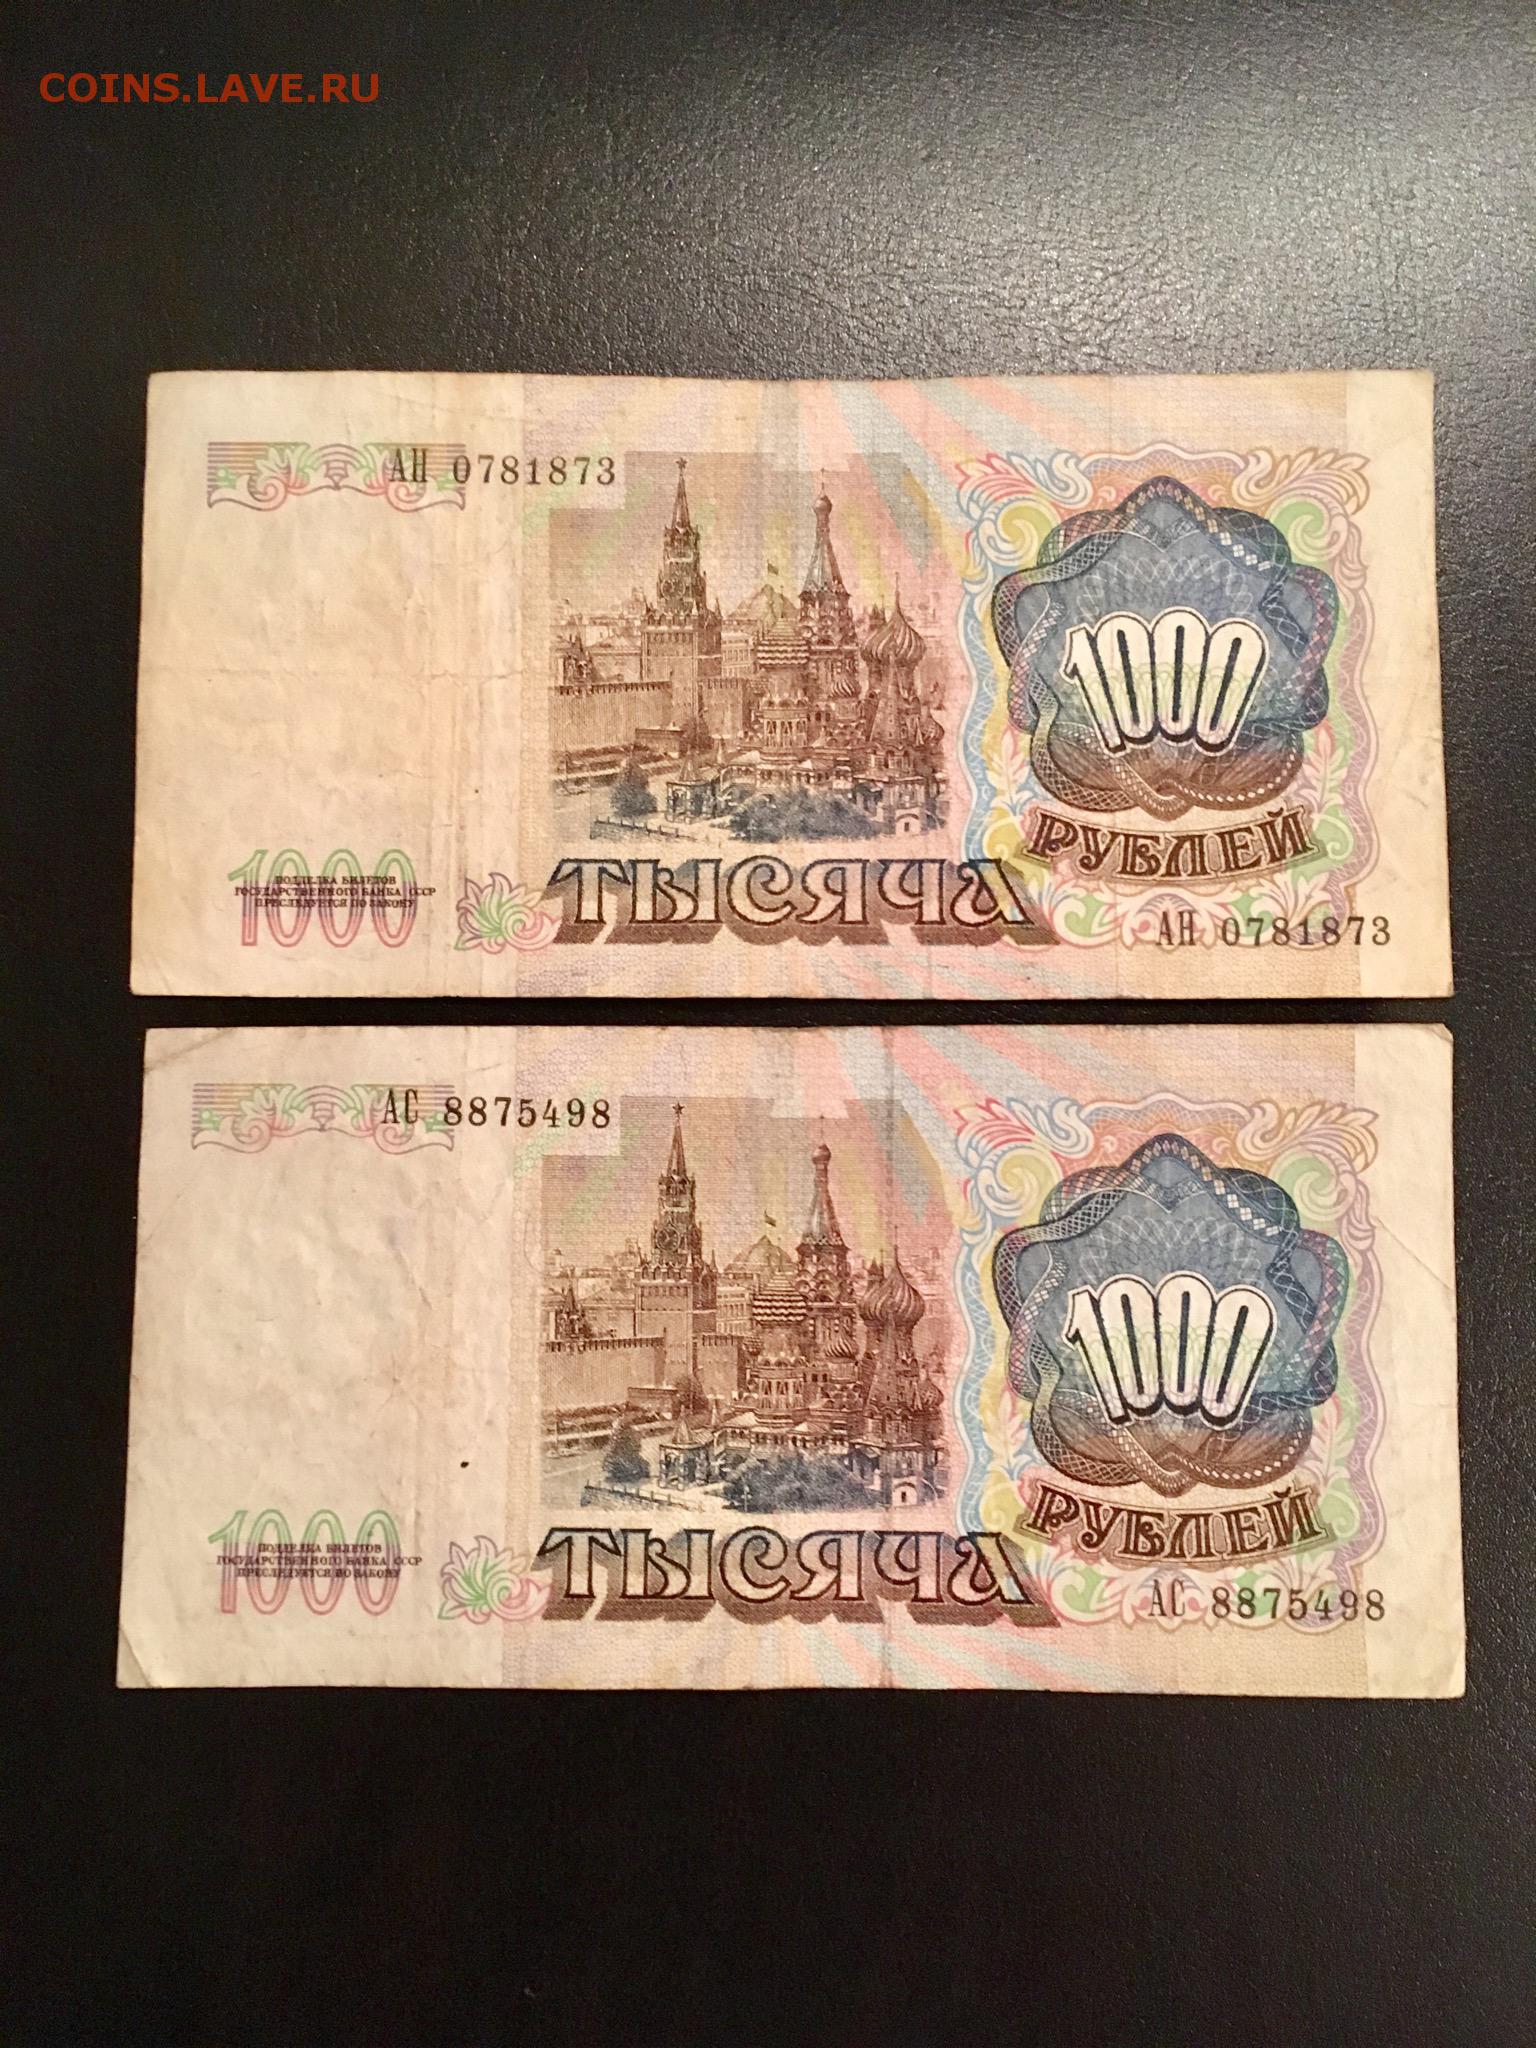 COINS.LAVE.RU
АН 0781873
1000
РУБЛЕЙ
1000
ПОДДЕЛКА БИЛЕТОВ
ГОСУДАРСТВЕННОГО БАНКА СССР
ПРЕСЛЕДУЕТСЯ ПО ЗАКОНУ
ТЫСЯЧА
АН 0781873
АС 8875498
1000
РУБЛЕЙ
1000
ПОДДЕЛКА БИЛЕТОВ
ГОСУДАРСТВЕННОГО БАНКА СССР
ПРЕСЛЕДУЕТСЯ ПО ЗАКОНУ
ТЫСЯЧА
АС 8875498